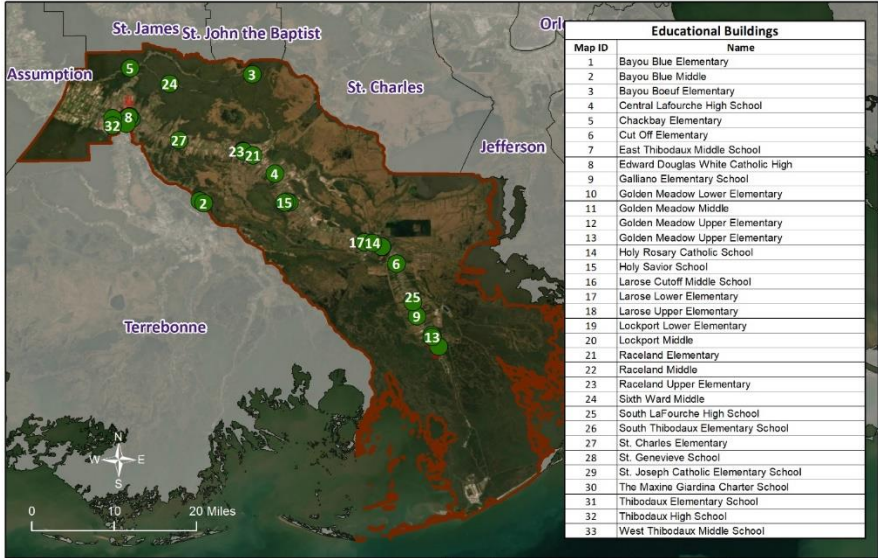 St. James
St. John the Baptist
Orl
Assumption
St. Charles
Jefferson
Terrebonne
5
3
24
8
32
27
23
21
4
2
15
17
14
6
25
9
13
N
W
E
S
0
10
20 Miles
Educational Buildings
Map ID Name
1 Bayou Blue Elementary
2 Bayou Blue Middle
3 Bayou Boeuf Elementary
4 Central Lafourche High School
5 Chackbay Elementary
6 Cut Off Elementary
7 East Thibodaux Middle School
8 Edward Douglas White Catholic High
9 Galliano Elementary School
10 Golden Meadow Lower Elementary
11 Golden Meadow Middle
12 Golden Meadow Upper Elementary
13 Golden Meadow Upper Elementary
14 Holy Rosary Catholic School
15 Holy Savior School
16 Larose Cutoff Middle School
17 Larose Lower Elementary
18 Larose Upper Elementary
19 Lockport Lower Elementary
20 Lockport Middle
21 Raceland Elementary
22 Raceland Middle
23 Raceland Upper Elementary
24 Sixth Ward Middle
25 South LaFourche High School
26 South Thibodaux Elementary School
27 St. Charles Elementary
28 St. Genevieve School
29 St. Joseph Catholic Elementary School
30 The Maxine Giardina Charter School
31 Thibodaux Elementary School
32 Thibodaux High School
33 West Thibodaux Middle School